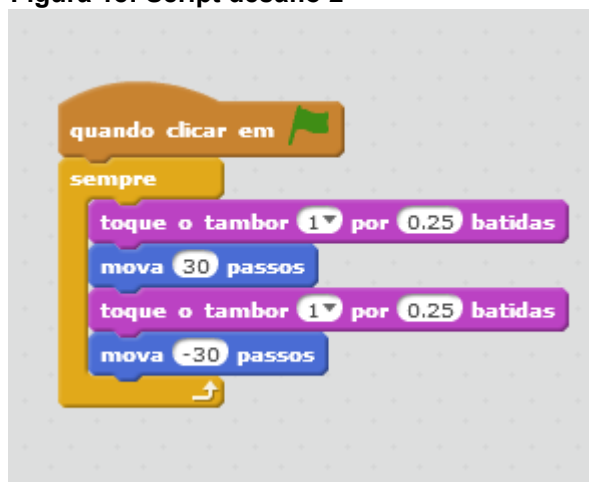 Figura 13: Script desafio 2
quando clicar em
sempre
toque o tambor 1 por 0.25 batidas
mova 30 passos
toque o tambor 1 por 0.25 batidas
mova -30 passos